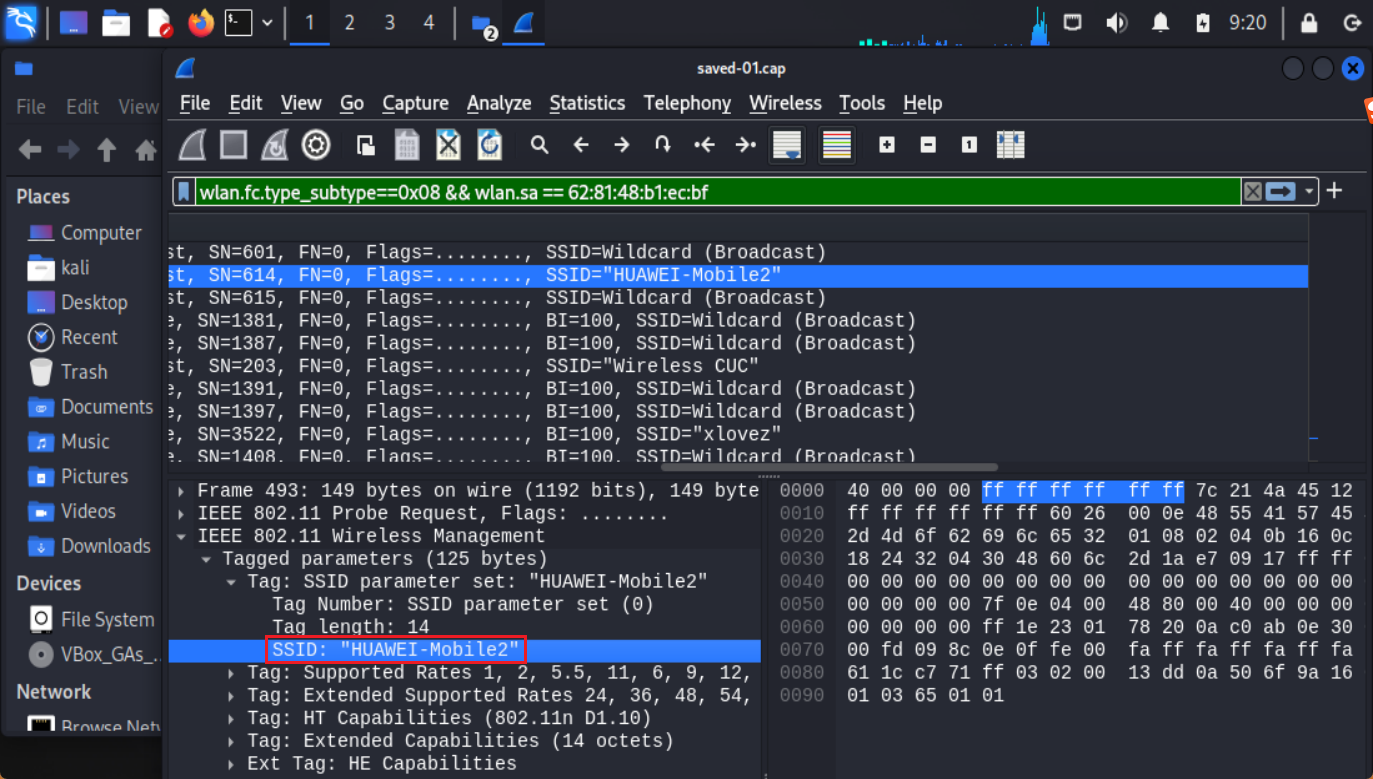 1 2 3 4 2 9:20
saved-01.cap
File Edit View
File Edit View Go Capture Analyze Statistics Telephony Wireless Tools Help
wlan.fc.type_subtype==0x08 && wlan.sa == 62:81:48:b1:ec:bf
Places
Computer
kali
Desktop
Recent
Trash
Documents
Music
Pictures
Videos
Downloads
Devices
File System
VBox_GAs_...
Network
Browse Netw
st, SN=601, FN=0, Flags=........, SSID=Wildcard (Broadcast)
st, SN=614, FN=0, Flags=........, SSID="HUAWEI-Mobile2"
st, SN=615, FN=0, Flags=........, SSID=Wildcard (Broadcast)
e, SN=1381, FN=0, Flags=........, BI=100, SSID=Wildcard (Broadcast)
e, SN=1387, FN=0, Flags=........, BI=100, SSID=Wildcard (Broadcast)
st, SN=203, FN=0, Flags=........, SSID="Wireless CUC"
e, SN=1391, FN=0, Flags=........, BI=100, SSID=Wildcard (Broadcast)
e, SN=1397, FN=0, Flags=........, BI=100, SSID=Wildcard (Broadcast)
e, SN=3522, FN=0, Flags=........, BI=100, SSID="xlovez"
e, SN=1408, FN=0, Flags=........, BI=100, SSID=Wildcard (Broadcast)
Frame 493: 149 bytes on wire (1192 bits), 149 byte
IEEE 802.11 Probe Request, Flags: ........
IEEE 802.11 Wireless Management
Tagged parameters (125 bytes)
Tag: SSID parameter set: "HUAWEI-Mobile2"
Tag Number: SSID parameter set (0)
Tag length: 14
SSID: "HUAWEI-Mobile2"
Tag: Supported Rates 1, 2, 5.5, 11, 6, 9, 12,
Tag: Extended Supported Rates 24, 36, 48, 54,
Tag: HT Capabilities (802.11n D1.10)
Tag: Extended Capabilities (14 octets)
Ext Tag: HE Capabilities
0000 40 00 00 00 ff ff ff ff ff ff 7c 21 4a 45 12
0010 ff ff ff ff ff ff 60 26 00 0e 48 55 41 57 45
0020 2d 4d 6f 62 69 6c 65 32 01 08 02 04 0b 16 0c
0030 18 24 32 04 30 48 60 6c 2d 1a e7 09 17 ff ff
0040 00 00 00 00 00 00 00 00 00 00 00 00 00 00 00
0050 00 00 00 00 7f 0e 04 00 48 80 00 40 00 00 00
0060 00 00 00 00 ff 1e 23 01 78 20 0a c0 ab 0e 30
0070 00 fd 09 8c 0e 0f fe 00 fa ff fa ff fa ff fa
0080 61 1c c7 71 ff 03 02 00 13 dd 0a 50 6f 9a 16
0090 01 03 65 01 01